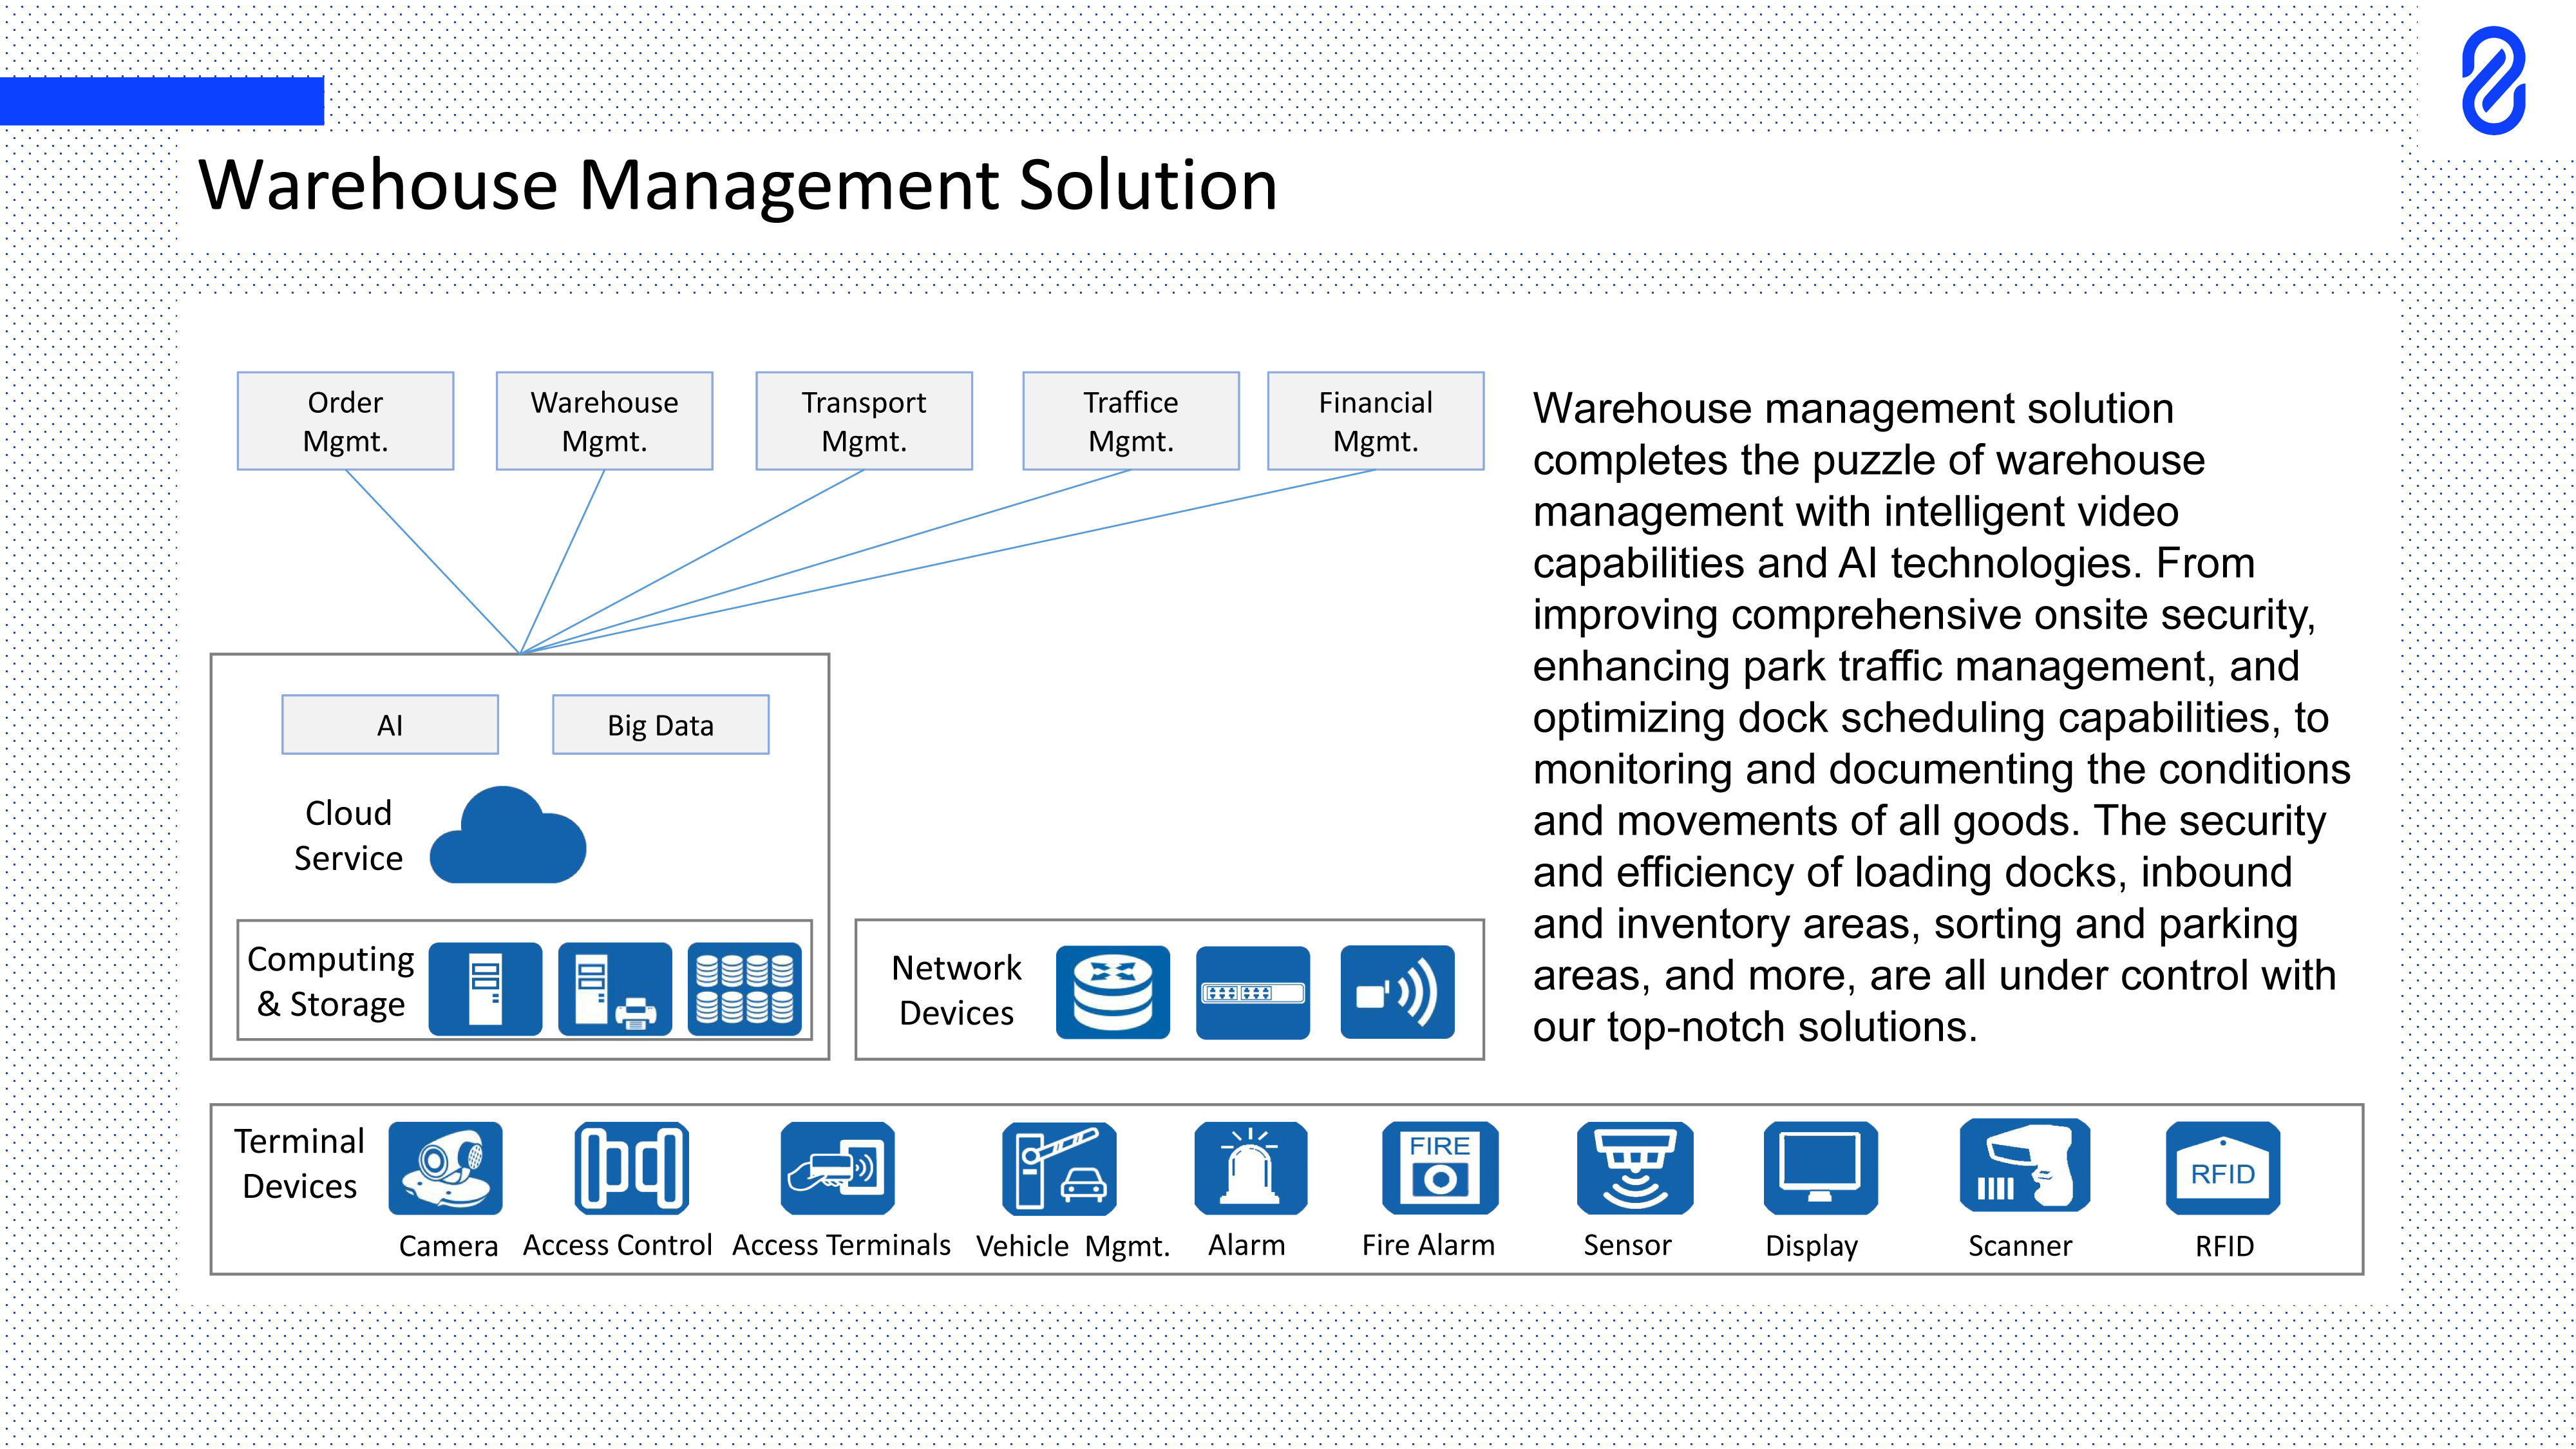 Warehouse Management Solution
Order
Mgmt.
Warehouse
Mgmt.
Transport
Mgmt.
Traffice
Mgmt.
Financial
Mgmt.
AI
Big Data
Cloud
Service
Computing
& Storage
Network
Devices
Warehouse management solution
completes the puzzle of warehouse
management with intelligent video
capabilities and AI technologies. From
improving comprehensive onsite security,
enhancing park traffic management, and
optimizing dock scheduling capabilities, to
monitoring and documenting the conditions
and movements of all goods. The security
and efficiency of loading docks, inbound
and inventory areas, sorting and parking
areas, and more, are all under control with
our top-notch solutions.
Terminal
Devices
FIRE
RFID
Camera
Access Control
Access Terminals
Vehicle Mgmt.
Alarm
Fire Alarm
Sensor
Display
Scanner
RFID